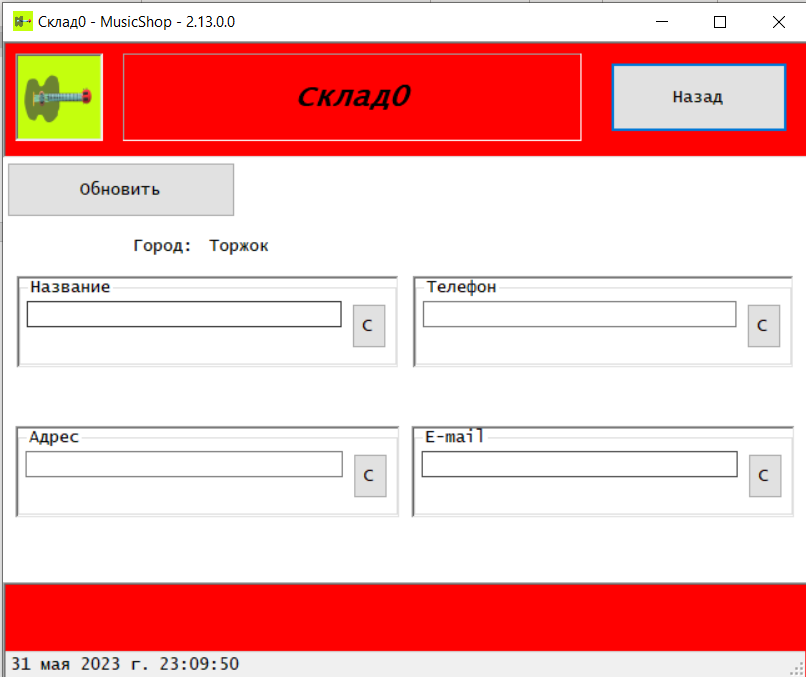 Склад0 - MusicShop - 2.13.0.0
Склад0
Назад
Обновить
Город: Торжок
Название
Телефон
C
C
Адрес
E-mail
C
C
31 мая 2023 г. 23:09:50